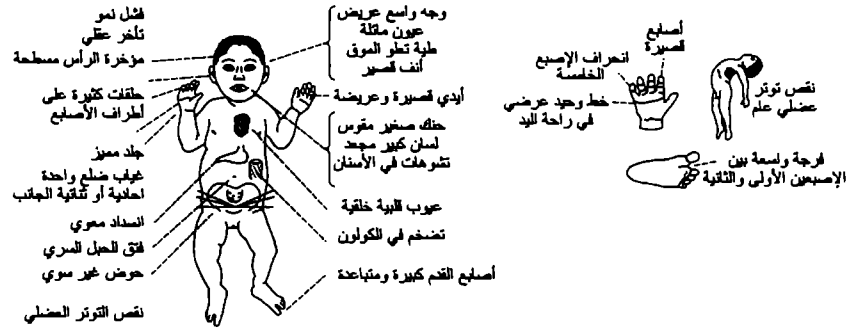 فشل نمو
تأخر عقلي
مؤخرة الرأس مسطحة
حلقات كثيرة على
أطراف الأصابع
جلد مميز
غياب ضلع واحدة
احادية أو ثنائية الجانب
انسداد معوي
فتق الحبل السري
حوض غير سوي
نقص التوتر العضلي
وجه واسع عريض
عيون مائلة
طية تطو الموق
أنف قصير
أيدي قصيرة وعريضة
حنك صغير مقوس
لسان كبير مجعد
تشوهات في الأسنان
عيوب قلبية خلقية
تضخم في الكولون
أصابع القدم كبيرة ومتباعدة
أصابع
قصيرة
انحراف الإصبع
الخامسة
خط وحيد عرضي
في راحة لليد
نقص توتر
عضلي عام
فرجة واسعة بين
الإصبعين الأولى والثانية